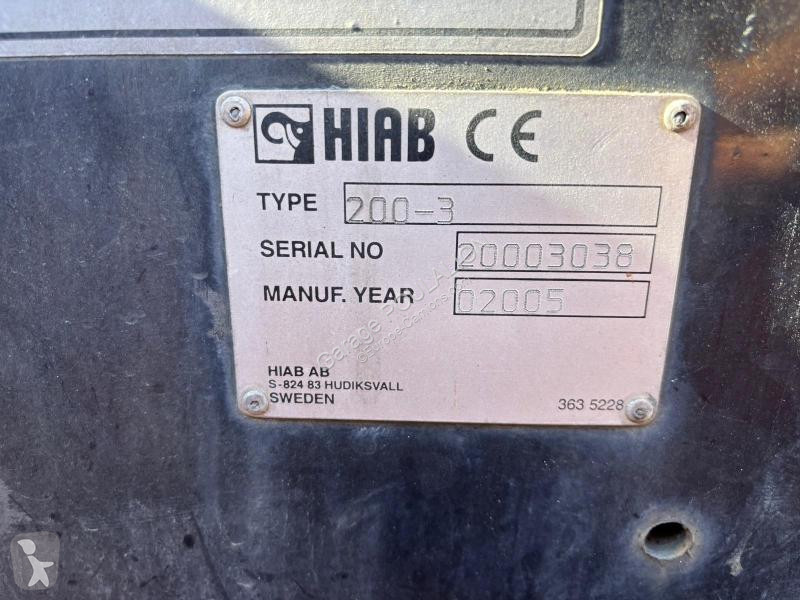 HIAB CE
TYPE 200-3
SERIAL NO 20003038
MANUF. YEAR 02005
HIAB AB
S-824 83 HUDIKSVALL
SWEDEN
363 5228